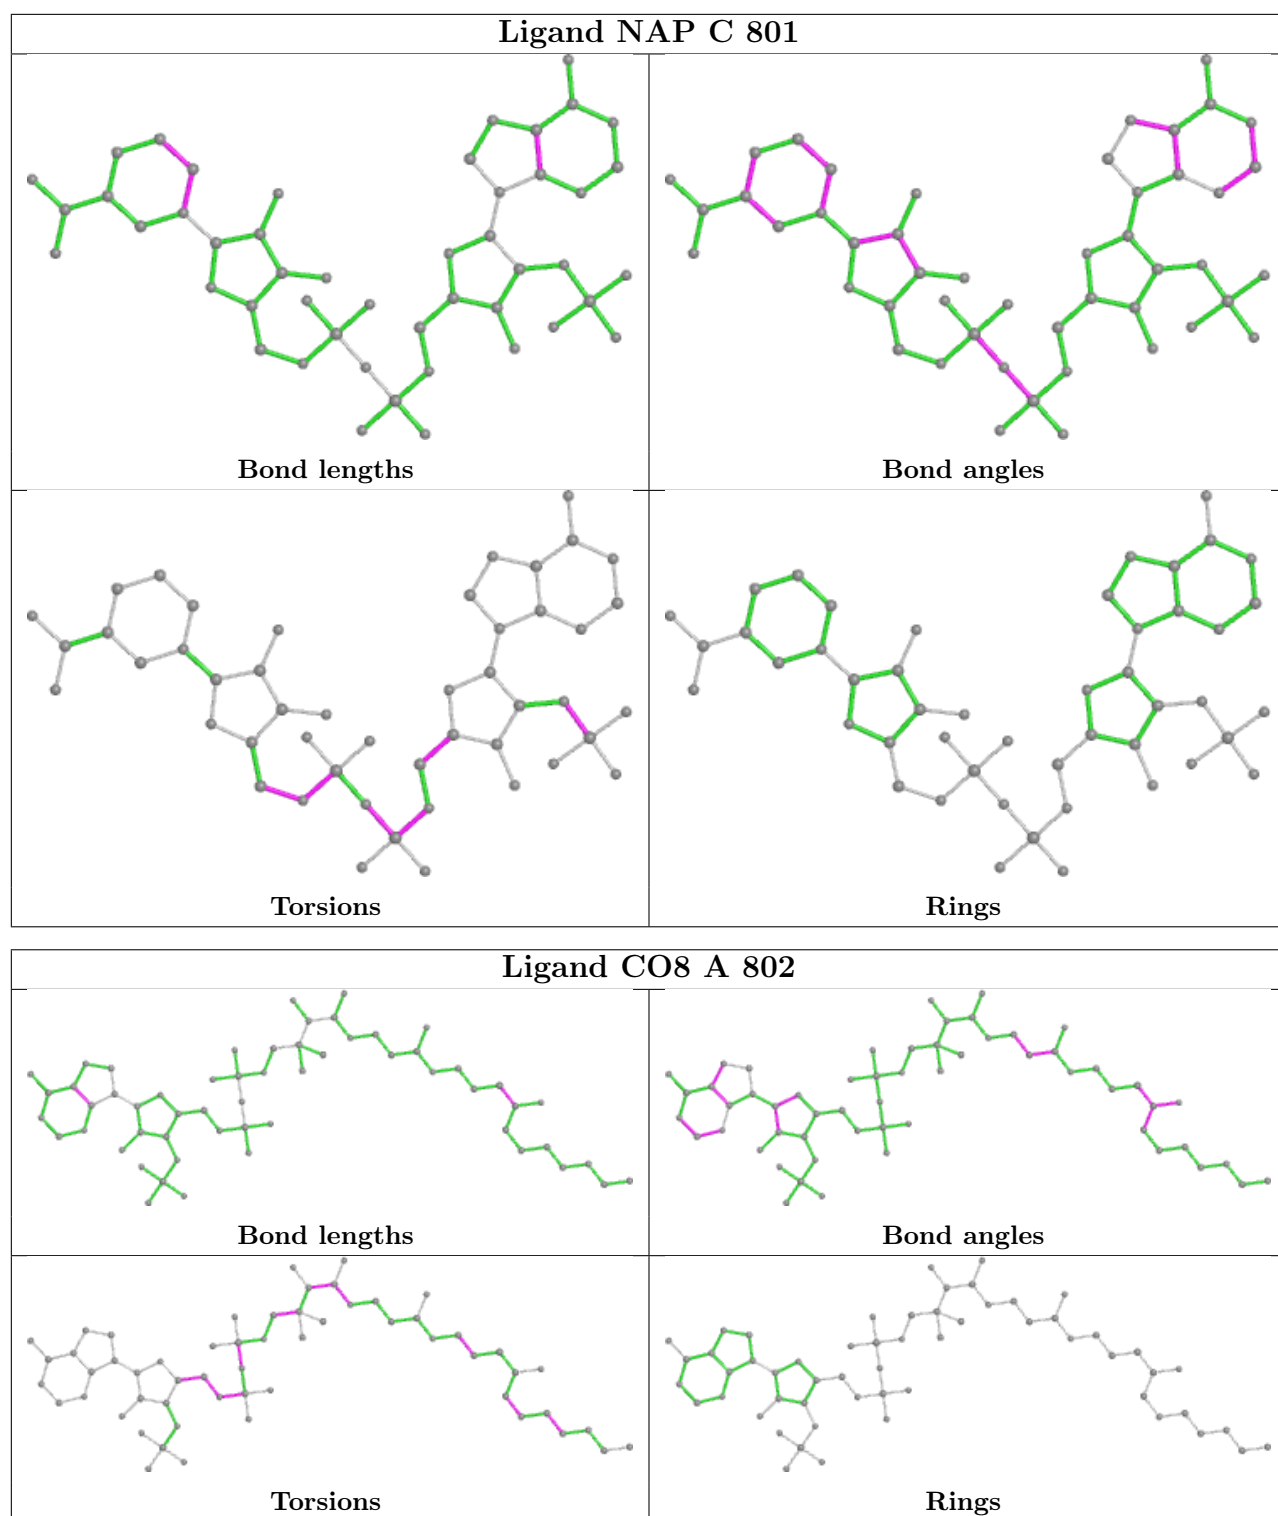 Ligand NAP C 801
Bond lengths
Bond angles
Torsions
Rings
Ligand CO8 A 802
Bond lengths
Bond angles
Torsions
Rings